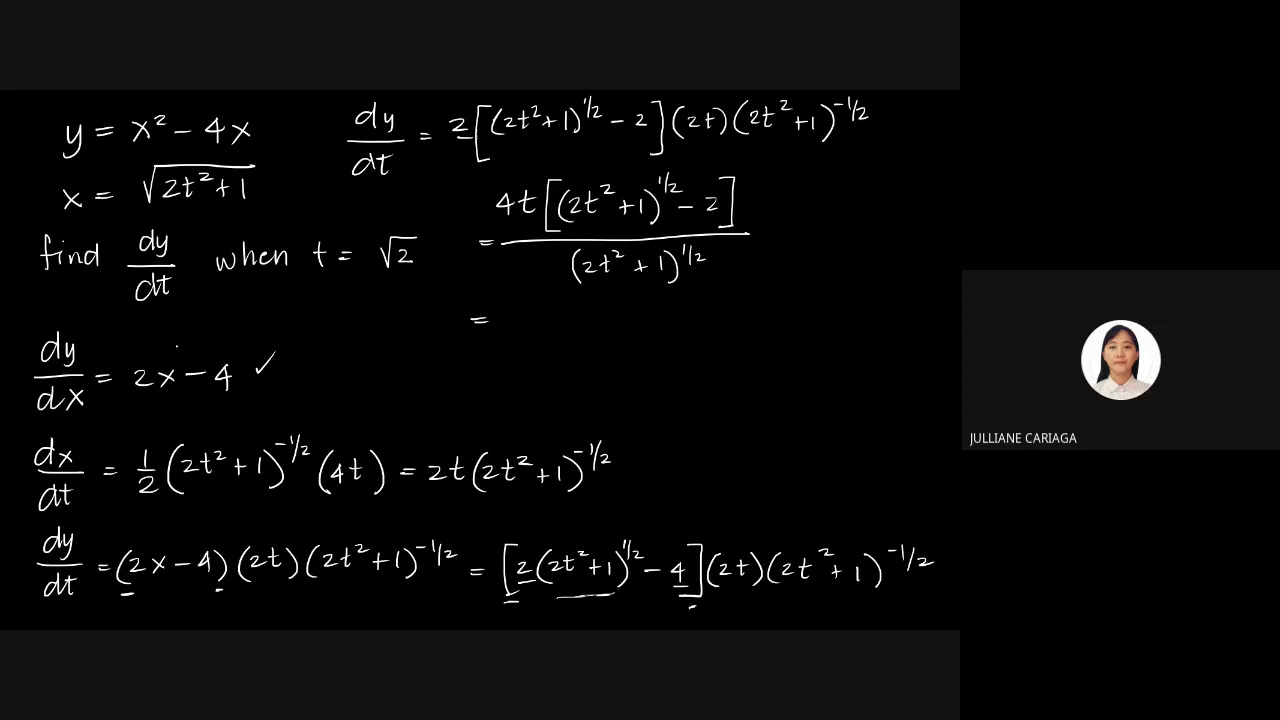 y = x² - 4x
x = √(2t² + 1)
find dy/dt when t = √2
dy/dx = 2x - 4 ✓
dx/dt = 1/2 (2t² + 1)^(-1/2) (4t) = 2t(2t² + 1)^(-1/2)
dy/dt = (2x - 4)(2t)(2t² + 1)^(-1/2) = [2(2t² + 1)^(1/2) - 4](2t)(2t² + 1)^(-1/2)
dy/dt = 2[(2t² + 1)^(1/2) - 2](2t)(2t² + 1)^(-1/2)
= 4t[(2t² + 1)^(1/2) - 2] / (2t² + 1)^(1/2)
=
JULLIANE CARIAGA